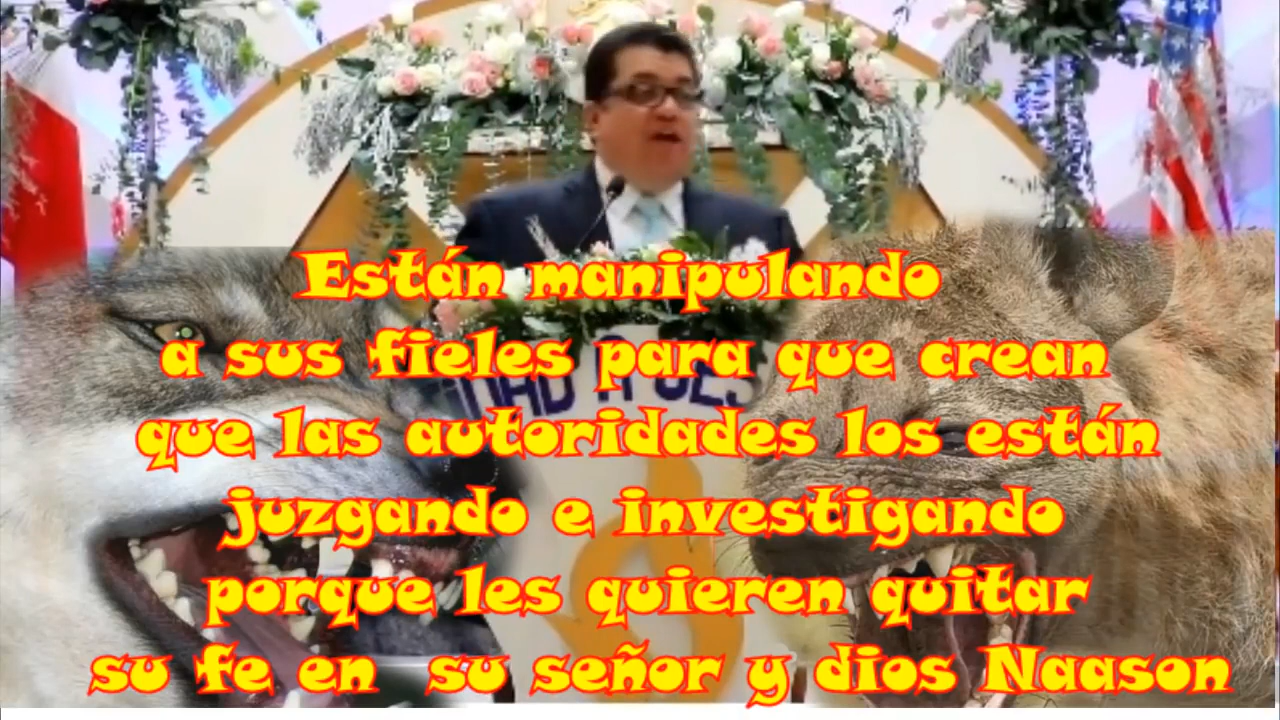 Están manipulando
a sus fieles para que crean
que las autoridades los están
juzgando e investigando
porque les quieren quitar
su fe en su señor y dios Naason